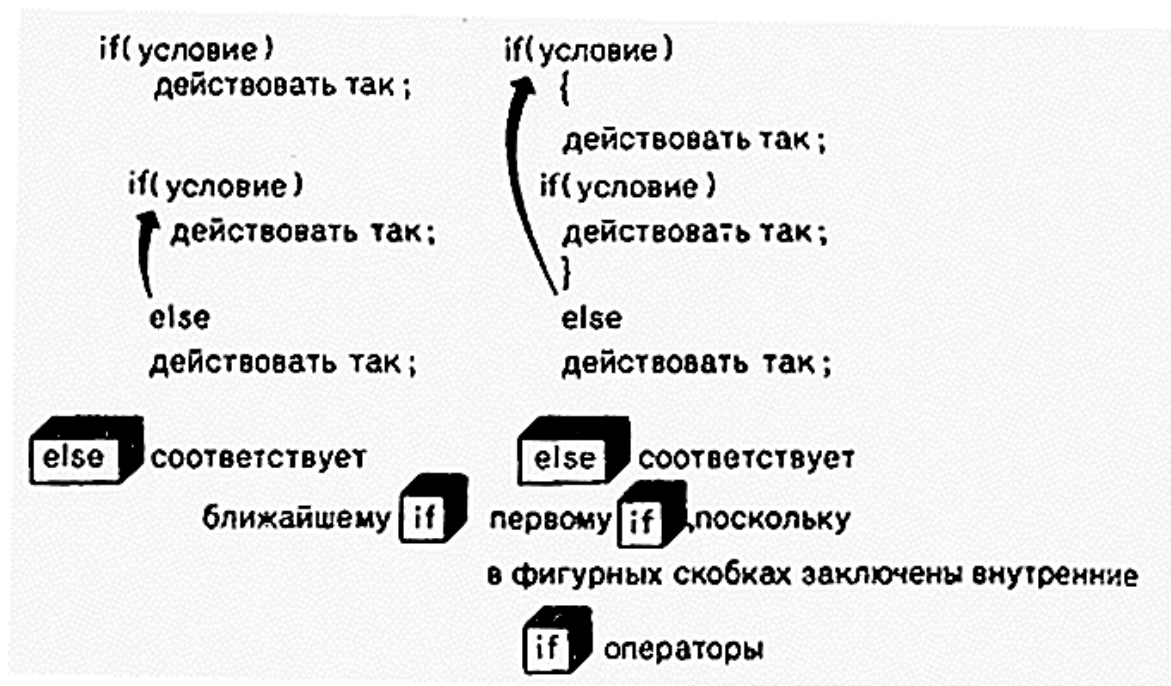 if(условие)
действовать так;
if(условие)
действовать так;
else
действовать так;
else соответствует
ближайшему if
if(условие)
{
действовать так;
if(условие)
действовать так;
}
else
действовать так;
else соответствует
первому if, поскольку
в фигурных скобках заключены внутренние
if операторы